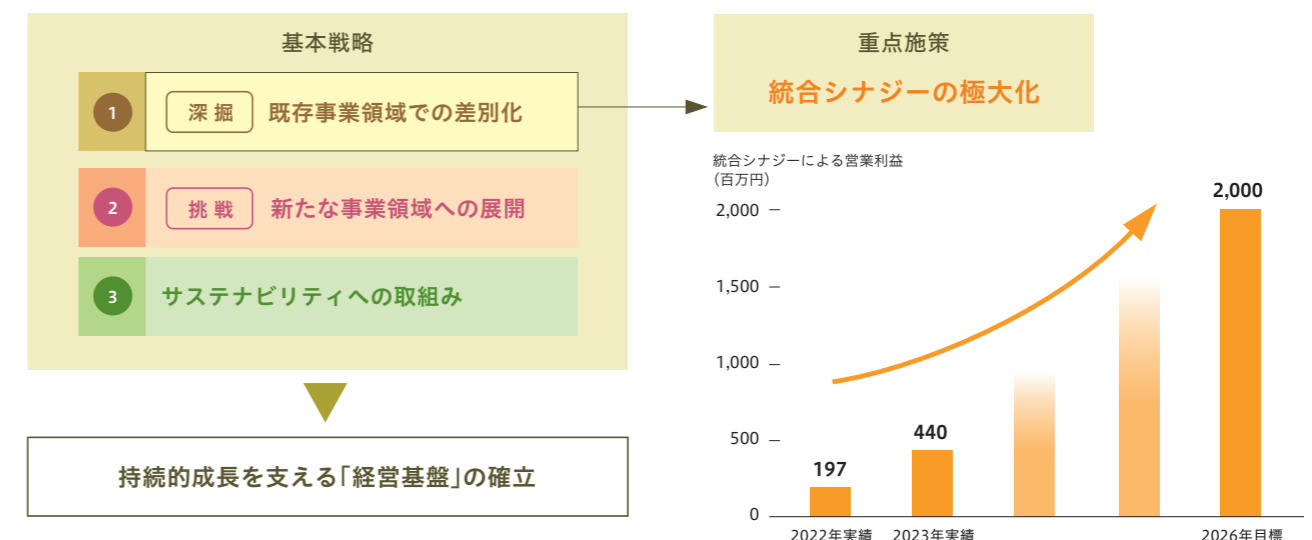 基本戦略
1
深掘
既存事業領域での差別化
2
挑戦
新たな事業領域への展開
3
サステナビリティへの取組み
持続的成長を支える｢経営基盤｣の確立
重点施策
統合シナジーの極大化
統合シナジーによる営業利益
(百万円)
2,000
1,500
1,000
500
0
197
440
2,000
2022年実績
2023年実績
2026年目標